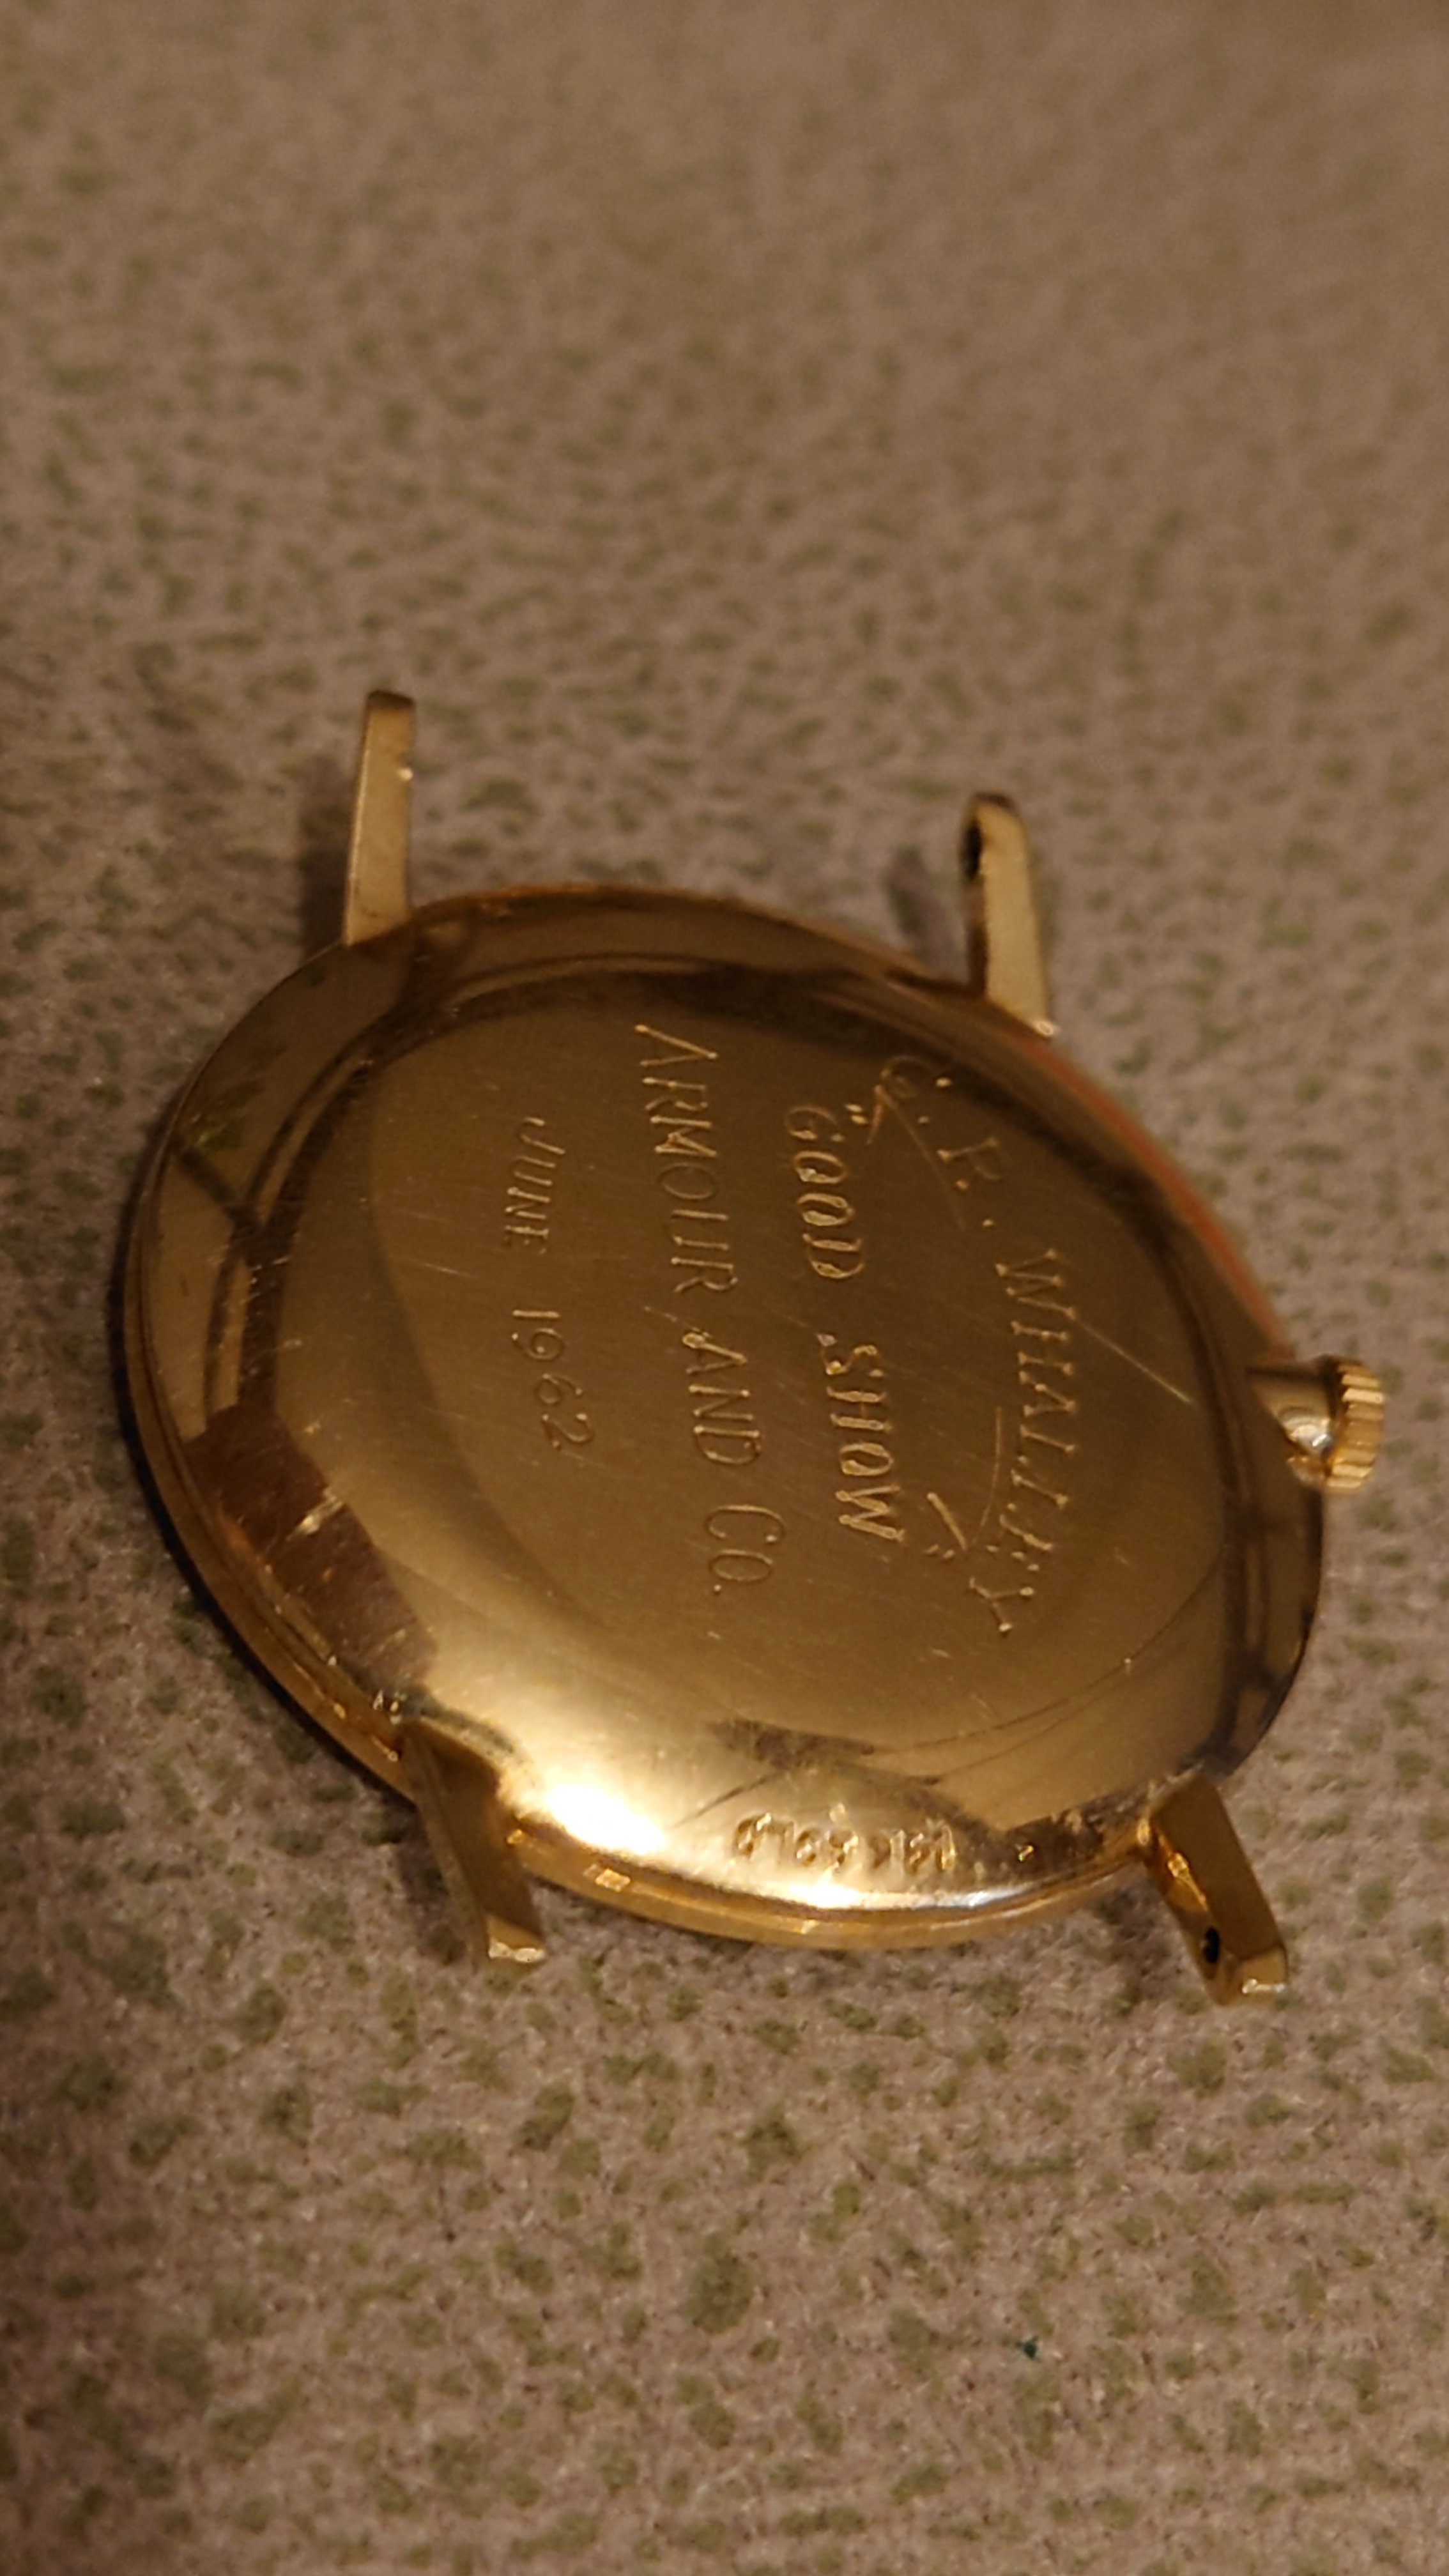 G. R. WHALLEY
"GOOD SHOW"
ARMOUR AND CO.
JUNE 1962
14K GOLD